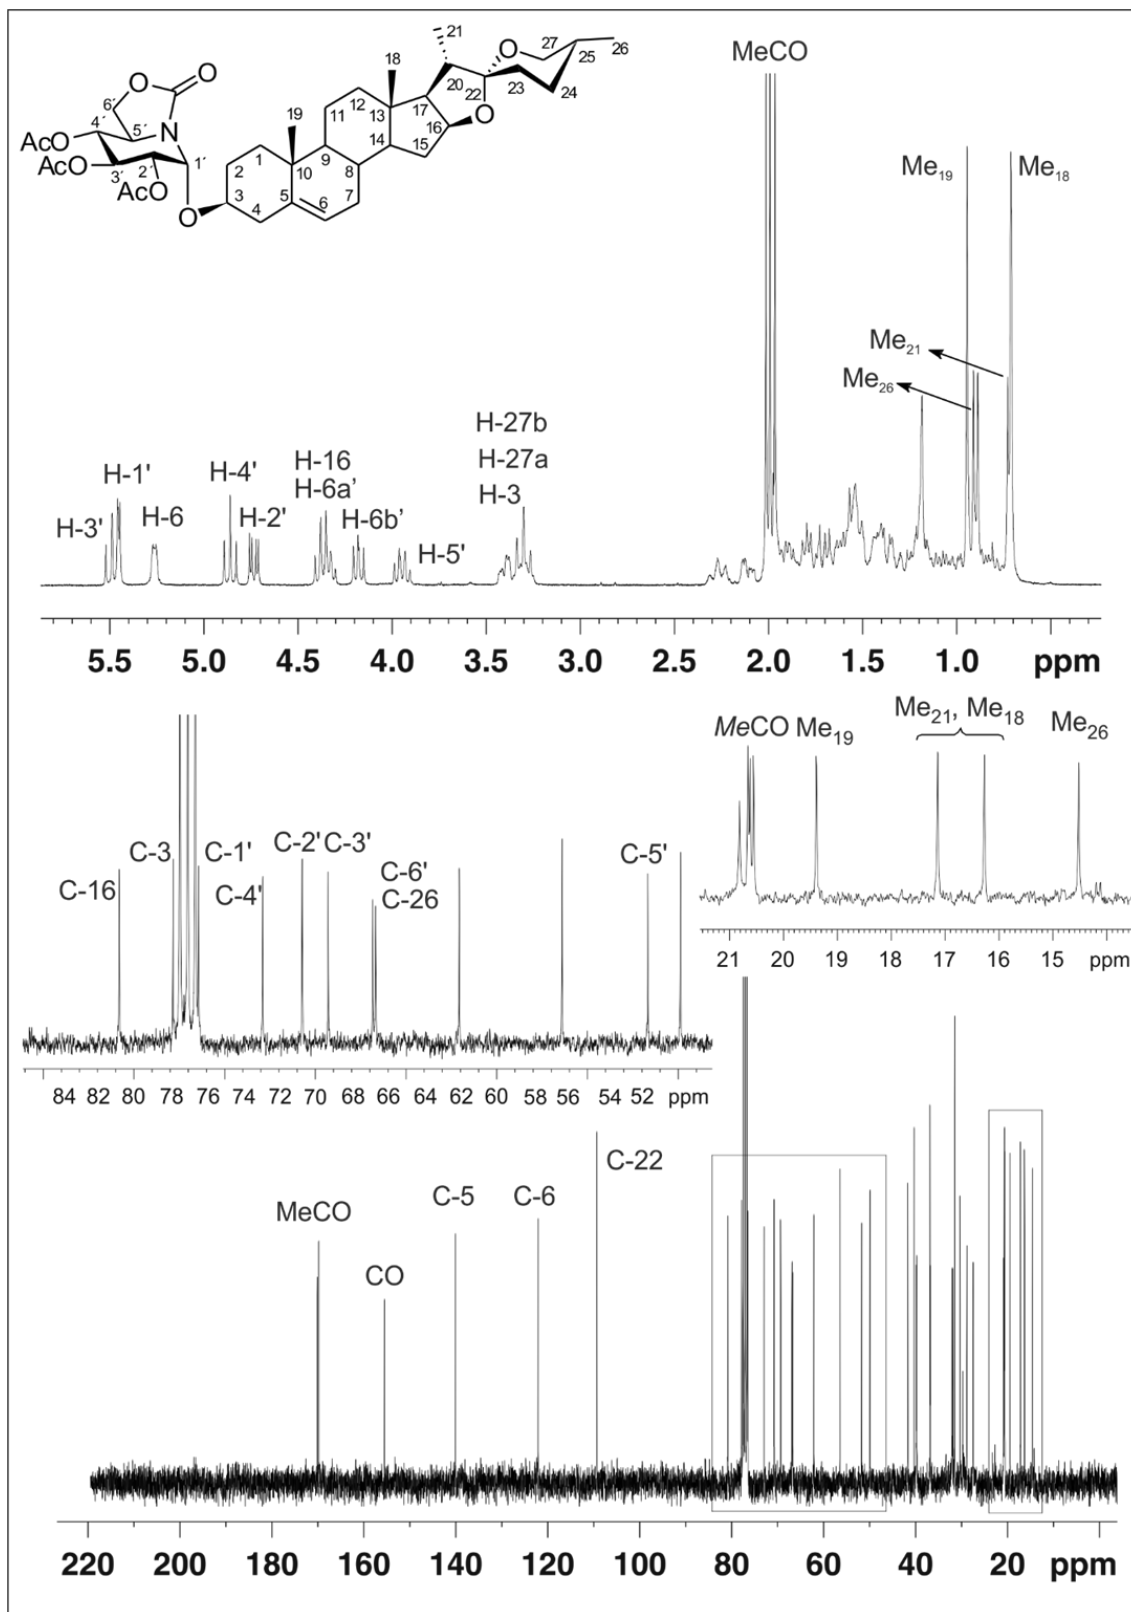 21
18
O
27
26
25
20
22
23
24
O
O
6´
12
17
O
19
11
13
16
AcO
4´
5´
N
1
9
14
15
AcO
3´
2´
1´
2
10
8
AcO
3
5
7
O
4
6
MeCO
Me19
Me18
Me21
Me26
H-27b
H-16
H-27a
H-1'
H-4'
H-6a’
H-3
H-3'
H-6
H-2'
H-6b’
H-5'
5.5 5.0 4.5 4.0 3.5 3.0 2.5 2.0 1.5 1.0 ppm
Me21, Me18
MeCO Me19
Me26
C-3
C-1'
C-2' C-3'
C-6'
C-5'
C-16
C-4'
C-26
21 20 19 18 17 16 15 ppm
84 82 80 78 76 74 72 70 68 66 64 62 60 58 56 54 52 ppm
C-22
C-5 C-6
MeCO
CO
220 200 180 160 140 120 100 80 60 40 20 ppm